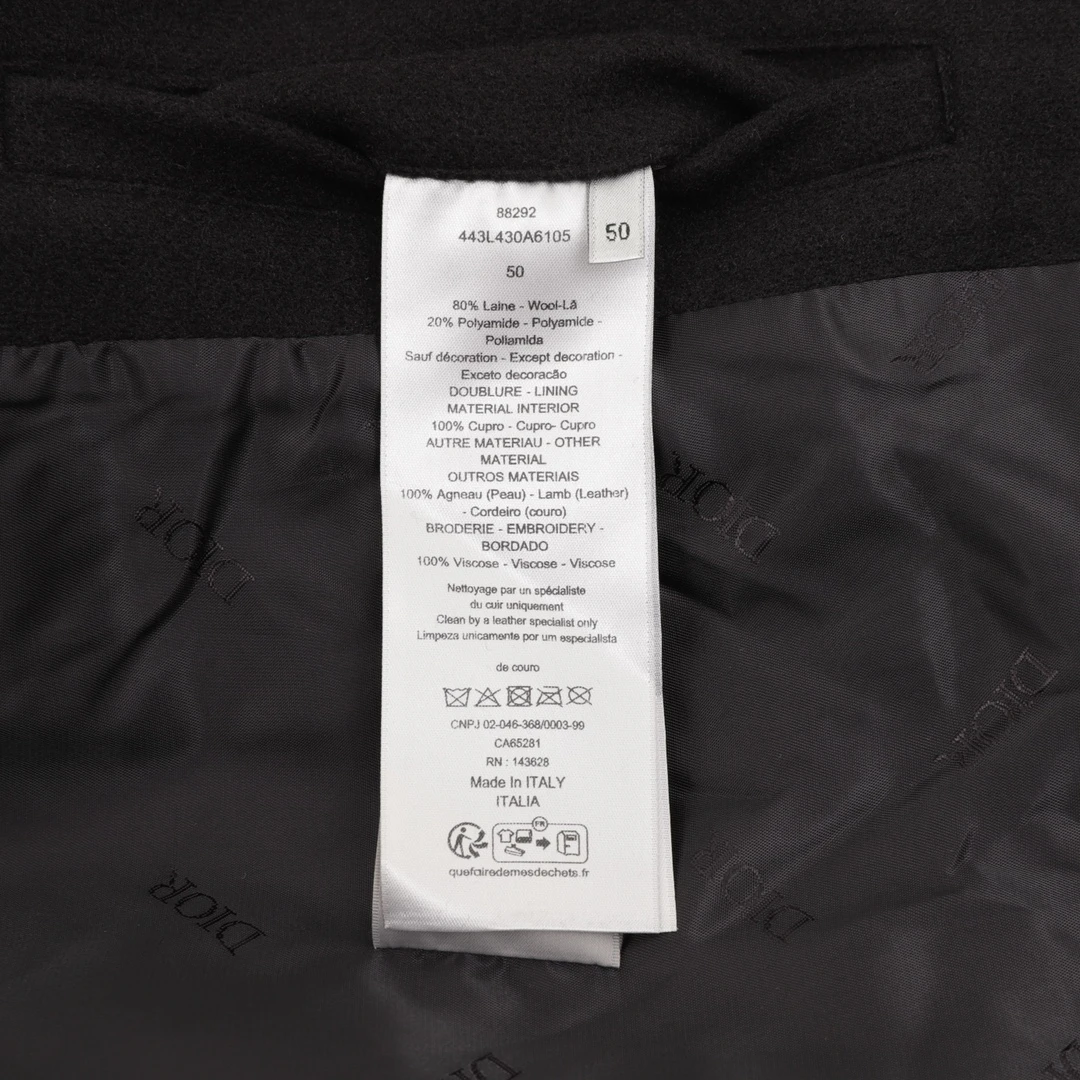 88292
443L430A6105
50
50
80% Laine - Wool-Lã
20% Polyamide - Polyamide -
Poliamida
Sauf décoration - Except decoration -
Exceto decoracão
DOUBLURE - LINING
MATERIAL INTERIOR
100% Cupro - Cupro- Cupro
AUTRE MATERIAU - OTHER
MATERIAL
OUTROS MATERIAIS
100% Agneau (Peau) - Lamb (Leather)
- Cordeiro (couro)
BRODERIE - EMBROIDERY -
BORDADO
100% Viscose - Viscose - Viscose
Nettoyage par un spécialiste
du cuir uniquement
Clean by a leather specialist only
Limpeza unicamente por um especialista
de couro
CNPJ 02-046-368/0003-99
CA65281
RN : 143628
Made In ITALY
ITALIA
FR
quefairedemesdechets.fr
DIOR
DIOR
DIOR
DIOR
DIOR
DIOR